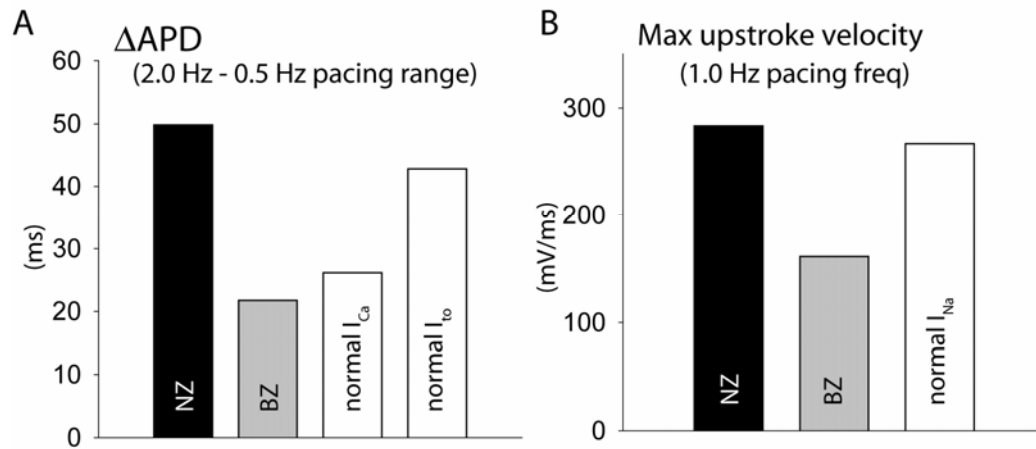 A
ΔAPD
(2.0 Hz - 0.5 Hz pacing range)
60
50
40
30
20
10
0
(ms)
NZ
BZ
normal I_Ca
normal I_to
B
Max upstroke velocity
(1.0 Hz pacing freq)
300
200
100
0
(mV/ms)
NZ
BZ
normal I_Na